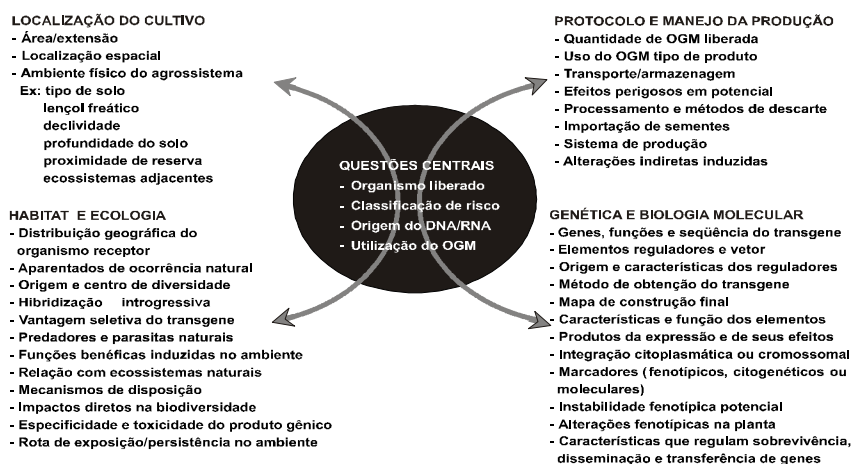 LOCALIZAÇÃO DO CULTIVO
- Área/extensão
- Localização espacial
- Ambiente físico do agrossistema
Ex: tipo de solo
lençol freático
declividade
profundidade do solo
proximidade de reserva
ecossistemas adjacentes
PROTOCOLO E MANEJO DA PRODUÇÃO
- Quantidade de OGM liberada
- Uso do OGM tipo de produto
- Transporte/armazenagem
- Efeitos perigosos em potencial
- Processamento e métodos de descarte
- Importação de sementes
- Sistema de produção
- Alterações indiretas induzidas
QUESTÕES CENTRAIS
- Organismo liberado
- Classificação de risco
- Origem do DNA/RNA
- Utilização do OGM
HABITAT E ECOLOGIA
- Distribuição geográfica do
organismo receptor
- Aparentados de ocorrência natural
- Origem e centro de diversidade
- Hibridização introgressiva
- Vantagem seletiva do transgene
- Predadores e parasitas naturais
- Funções benéficas induzidas no ambiente
- Relação com ecossistemas naturais
- Mecanismos de disposição
- Impactos diretos na biodiversidade
- Especificidade e toxicidade do produto gênico
- Rota de exposição/persistência no ambiente
GENÉTICA E BIOLOGIA MOLECULAR
- Genes, funções e seqüência do transgene
- Elementos reguladores e vetor
- Origem e características dos reguladores
- Método de obtenção do transgene
- Mapa de construção final
- Características e função dos elementos
- Produtos da expressão e de seus efeitos
- Integração citoplasmática ou cromossomal
- Marcadores (fenotípicos, citogenéticos ou
moleculares)
- Instabilidade fenotípica potencial
- Alterações fenotípicas na planta
- Características que regulam sobrevivência,
disseminação e transferência de genes